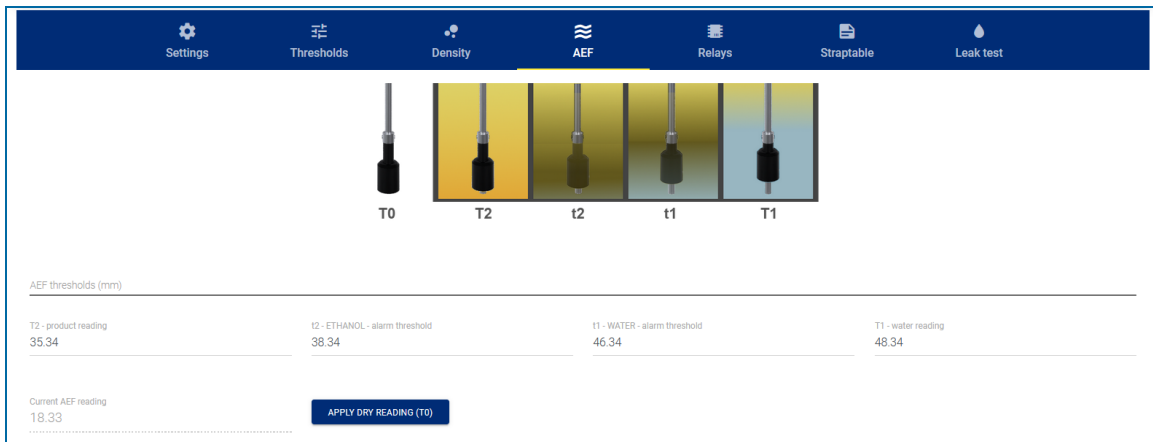 Settings Thresholds Density AEF Relays Straptable Leak test
T0 T2 t2 t1 T1
AEF thresholds (mm)
T2 - product reading t2 - ETHANOL - alarm threshold t1 - WATER - alarm threshold T1 - water reading
35.34 38.34 46.34 48.34
Current AEF reading
18.33 APPLY DRY READING (T0)